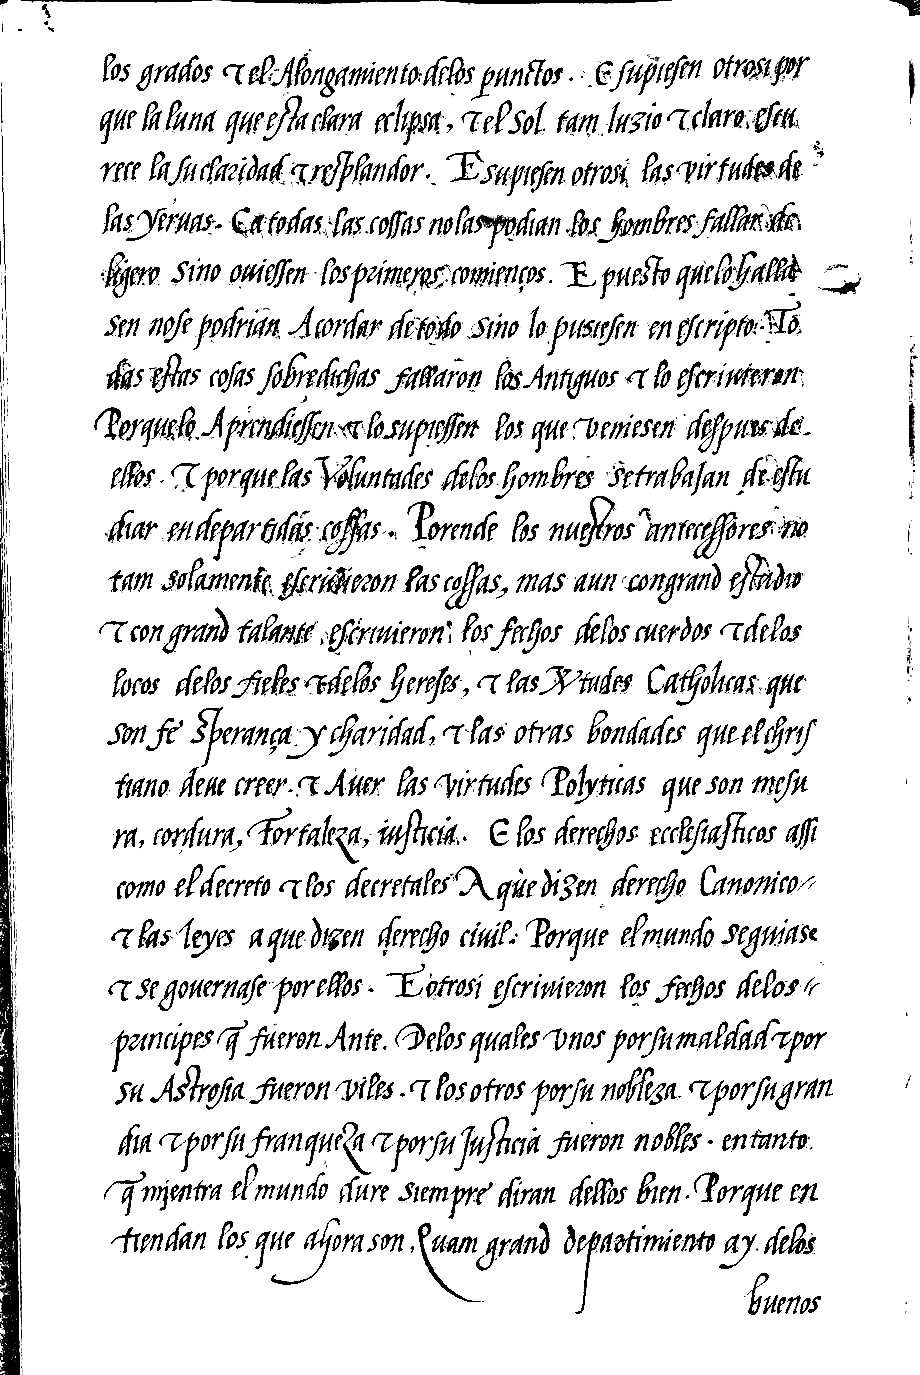 los grados τ el Alongamiento delos punctos. E supiesen otrosi por
que la luna que esta clara eclipsa, τ el Sol tam luzio τ claro escu
rece la su claridad τ resplandor. E supiesen otrosi las virtudes de
las yeruas. Ca todas las cossas no las podian los hombres fallar de
ligero sino ouiessen los primeros comienços. E puesto que lo hallas
sen nose podrian Acordar de todo sino lo pusiesen en escripto. To
das estas cosas sobredichas fallaron los Antiguos τ lo escriuieron
Porquelo Aprendiessen τ lo supiessen los que veniesen despues de
ellos. τ porque las Voluntades delos hombres se trabajan de estu
diar en departidas cossas. Porende los nuestros antecessores no
tam solamente escriuieron las cossas, mas aun con grand estudio
τ con grand talante escriuieron los fechos delos cuerdos τ delos
locos delos fieles τ delos hereses, τ las Vtudes Catholicas que
son fe Sperança y charidad, τ las otras bondades que el chris
tiano deue creer. τ Auer las virtudes Polyticas que son mesu
ra, cordura, Fortaleza, iusticia. E los derechos ecclesiasticos assi
como el decreto τ los decretales A que dizen derecho Canonico
τ las leyes a que dizen derecho civil. Porque el mundo seguiase
τ se governase por ellos. E otrosi escriuieron los fechos delos
principes q̃ fueron Ante. Delos quales vnos por su maldad τ por
su Astrosia fueron viles. τ los otros por su nobleza τ por su gran
dia τ por su franqueza τ por su Justicia fueron nobles. en tanto
q̃ mientra el mundo dure siempre diran dellos bien. Porque en
tiendan los que ahora son, Quam grand departimiento ay delos
buenos